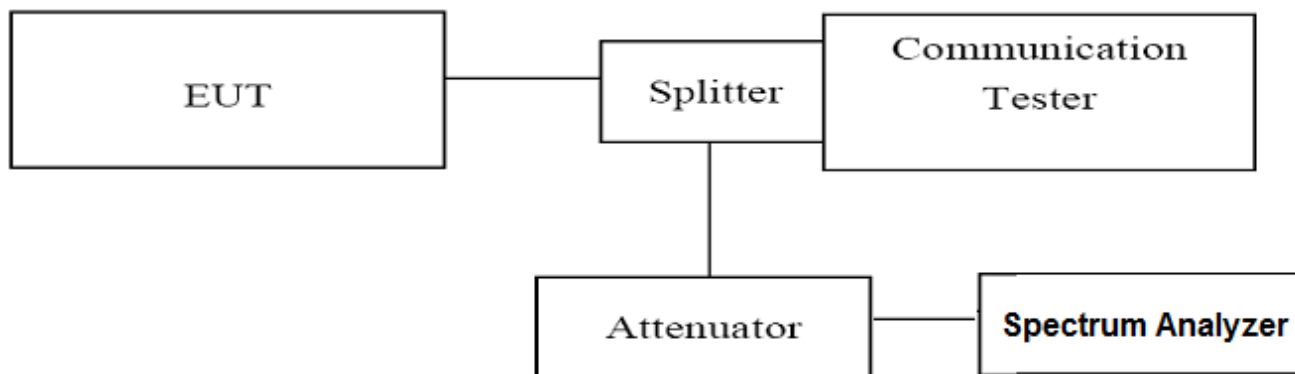 EUT
Splitter
Communication
Tester
Attenuator
Spectrum Analyzer